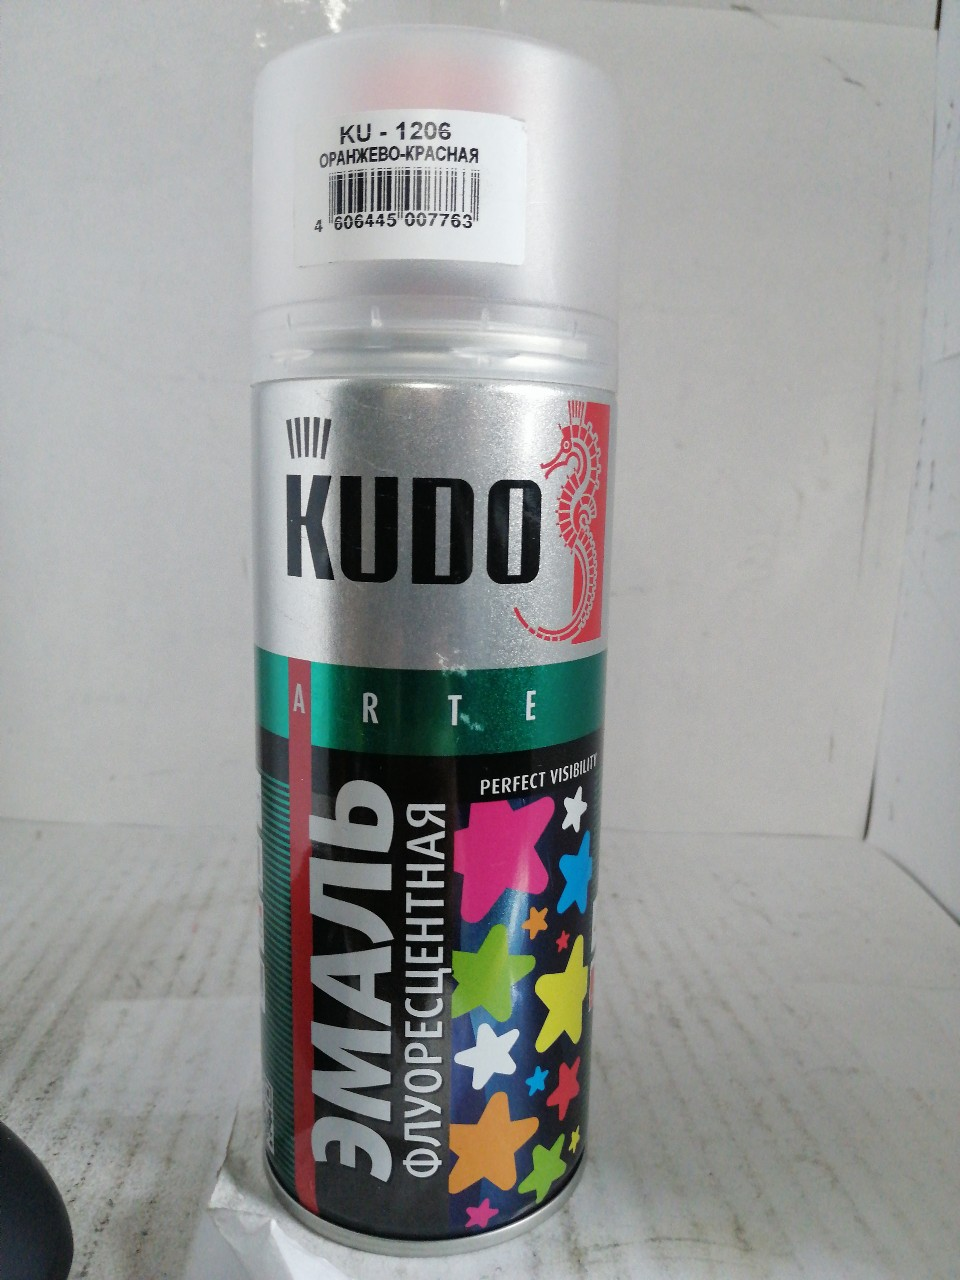 KU - 1206
ОРАНЖЕВО-КРАСНАЯ
4 606445 007763
KUDO
ARTE
PERFECT VISIBILITY
ЭМАЛЬ
ФЛУОРЕСЦЕНТНАЯ